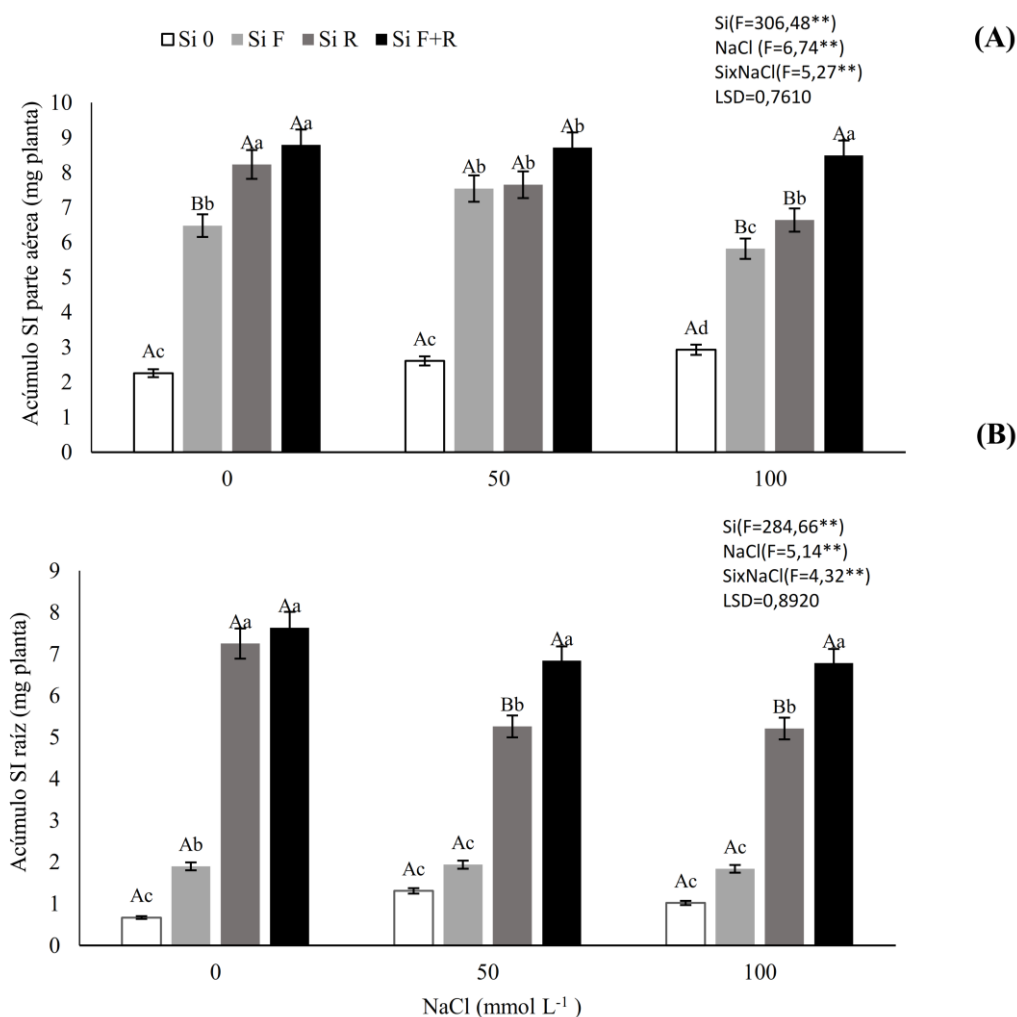 Si 0 Si F Si R Si F+R
Si(F=306,48**)
NaCl (F=6,74**)
SixNaCl(F=5,27**)
LSD=0,7610
(A)
Acúmulo SI parte aérea (mg planta)
10
9
8
7
6
5
4
3
2
1
0
Ac Bb Aa Aa
Ac Ab Ab Ab
Ad Bc Bb Aa
0 50 100
(B)
Si(F=284,66**)
NaCl(F=5,14**)
SixNaCl(F=4,32**)
LSD=0,8920
Acúmulo SI raíz (mg planta)
9
8
7
6
5
4
3
2
1
0
Ac Ab Aa Aa
Ac Ac Bb Aa
Ac Ac Bb Aa
0 50 100
NaCl (mmol L⁻¹ )